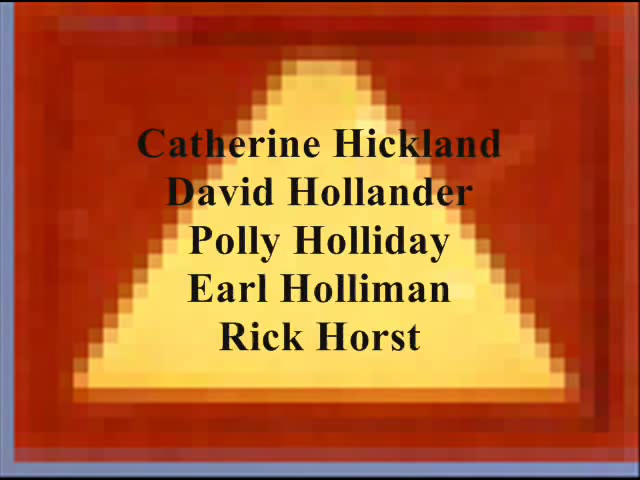 Catherine Hickland
David Hollander
Polly Holliday
Earl Holliman
Rick Horst